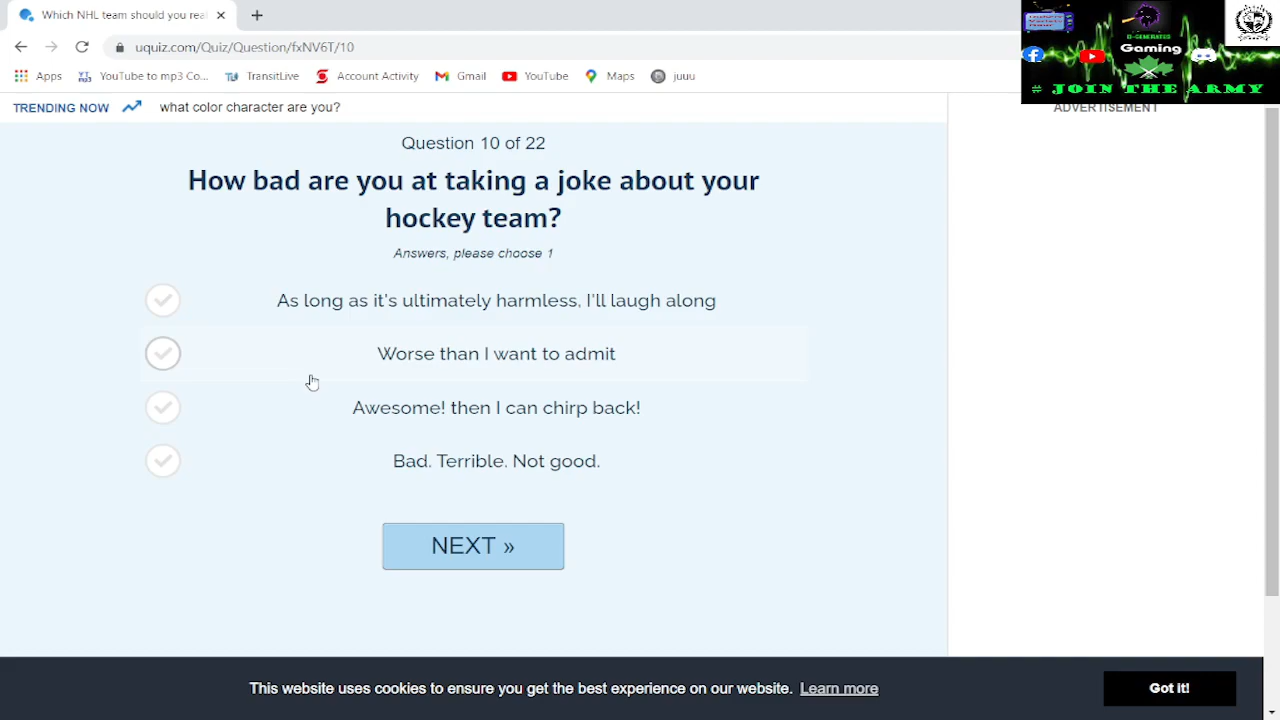 Which NHL team should you real
uquiz.com/Quiz/Question/fxNV6T/10
Apps
YouTube to mp3 Co...
TransitLive
Account Activity
Gmail
YouTube
Maps
juuu
Gaming
# JOIN THE ARMY
TRENDING NOW
what color character are you?
ADVERTISEMENT
Question 10 of 22
How bad are you at taking a joke about your
hockey team?
Answers, please choose 1
As long as it's ultimately harmless, I'll laugh along
Worse than I want to admit
Awesome! then I can chirp back!
Bad. Terrible. Not good.
NEXT »
This website uses cookies to ensure you get the best experience on our website. Learn more
Got it!